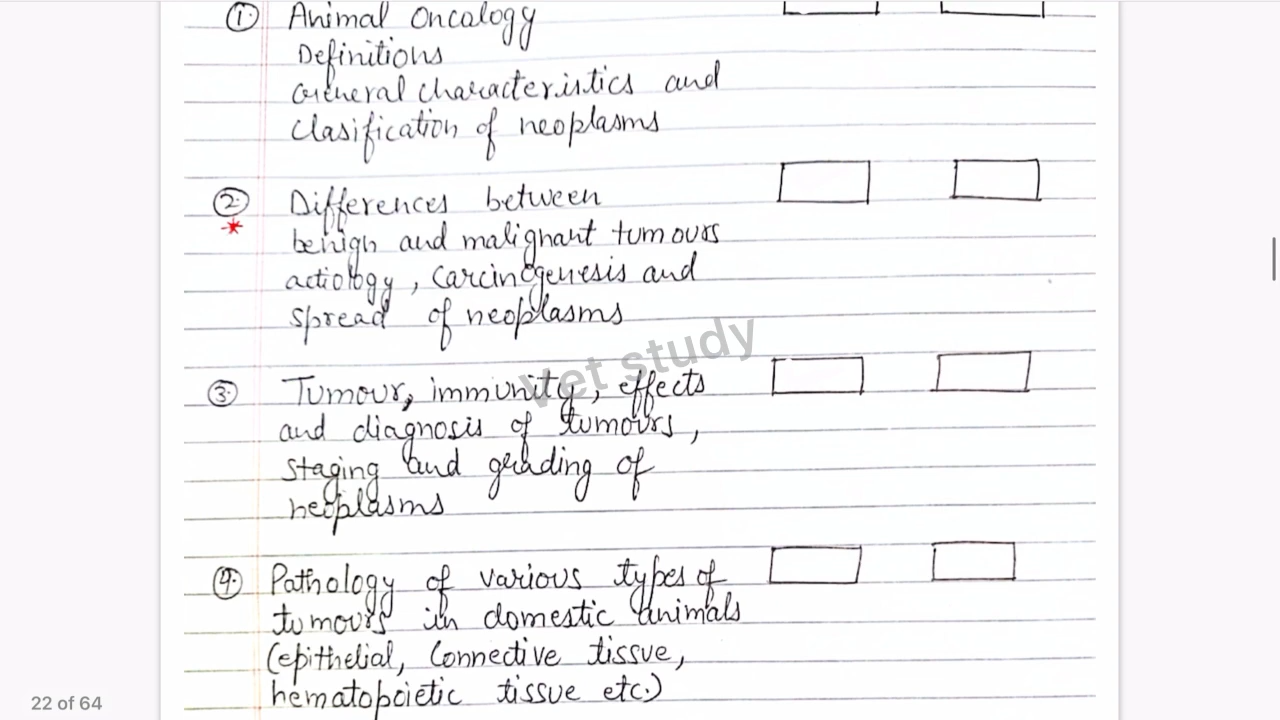 ① Animal Oncology
Definitions
General characteristics and
Clasification of neoplasms
② Differences between
* benign and malignant tumours
aetiology, Carcinogenesis and
spread of neoplasms
Vet study
③ Tumour, immunity, effects
and diagnosis of tumours,
staging and grading of
neoplasms
④ Pathology of various types of
tumours in domestic animals
(epithelial, Connective tissue,
hematopoietic tissue etc.)
22 of 64